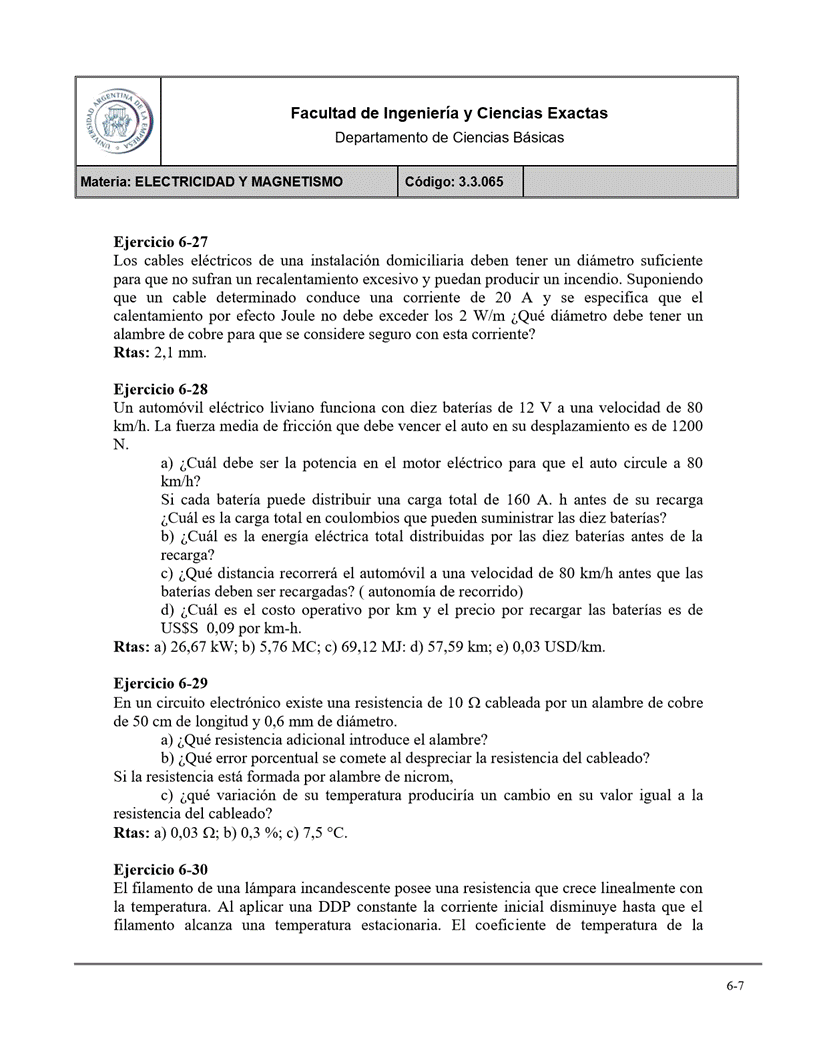 UNIVERSIDAD ARGENTINA DE LA EMPRESA
Facultad de Ingeniería y Ciencias Exactas
Departamento de Ciencias Básicas
Materia: ELECTRICIDAD Y MAGNETISMO
Código: 3.3.065
Ejercicio 6-27
Los cables eléctricos de una instalación domiciliaria deben tener un diámetro suficiente
para que no sufran un recalentamiento excesivo y puedan producir un incendio. Suponiendo
que un cable determinado conduce una corriente de 20 A y se especifica que el
calentamiento por efecto Joule no debe exceder los 2 W/m ¿Qué diámetro debe tener un
alambre de cobre para que se considere seguro con esta corriente?
Rtas: 2,1 mm.
Ejercicio 6-28
Un automóvil eléctrico liviano funciona con diez baterías de 12 V a una velocidad de 80
km/h. La fuerza media de fricción que debe vencer el auto en su desplazamiento es de 1200
N.
a) ¿Cuál debe ser la potencia en el motor eléctrico para que el auto circule a 80
km/h?
Si cada batería puede distribuir una carga total de 160 A. h antes de su recarga
¿Cuál es la carga total en coulombios que pueden suministrar las diez baterías?
b) ¿Cuál es la energía eléctrica total distribuidas por las diez baterías antes de la
recarga?
c) ¿Qué distancia recorrerá el automóvil a una velocidad de 80 km/h antes que las
baterías deben ser recargadas? ( autonomía de recorrido)
d) ¿Cuál es el costo operativo por km y el precio por recargar las baterías es de
US$S 0,09 por km-h.
Rtas: a) 26,67 kW; b) 5,76 MC; c) 69,12 MJ: d) 57,59 km; e) 0,03 USD/km.
Ejercicio 6-29
En un circuito electrónico existe una resistencia de 10 Ω cableada por un alambre de cobre
de 50 cm de longitud y 0,6 mm de diámetro.
a) ¿Qué resistencia adicional introduce el alambre?
b) ¿Qué error porcentual se comete al despreciar la resistencia del cableado?
Si la resistencia está formada por alambre de nicrom,
c) ¿qué variación de su temperatura produciría un cambio en su valor igual a la
resistencia del cableado?
Rtas: a) 0,03 Ω; b) 0,3 %; c) 7,5 °C.
Ejercicio 6-30
El filamento de una lámpara incandescente posee una resistencia que crece linealmente con
la temperatura. Al aplicar una DDP constante la corriente inicial disminuye hasta que el
filamento alcanza una temperatura estacionaria. El coeficiente de temperatura de la
6-7